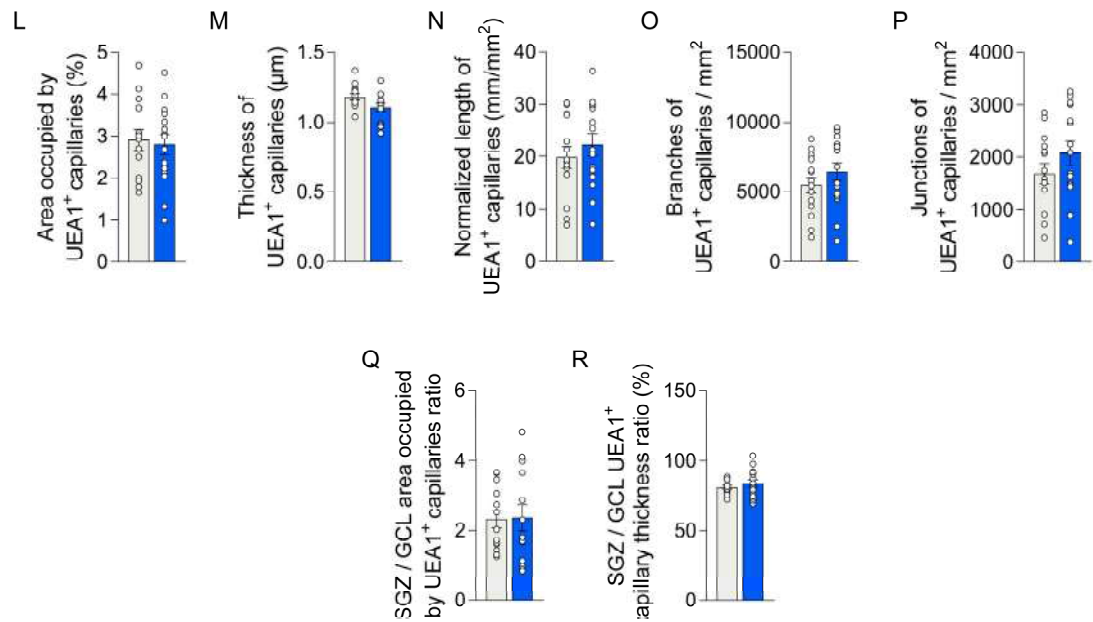 L
Area occupied by
UEA1+ capillaries (%)
5
4
3
2
1
0
M
Thickness of
UEA1+ capillaries (µm)
1.5
1.0
0.5
0.0
N
Normalized length of
UEA1+ capillaries (mm/mm2)
40
30
20
10
0
O
Branches of
UEA1+ capillaries / mm2
15000
10000
5000
0
P
Junctions of
UEA1+ capillaries / mm2
4000
3000
2000
1000
0
Q
SGZ / GCL area occupied
by UEA1+ capillaries ratio
6
4
2
0
R
SGZ / GCL UEA1+
capillary thickness ratio (%)
150
100
50
0